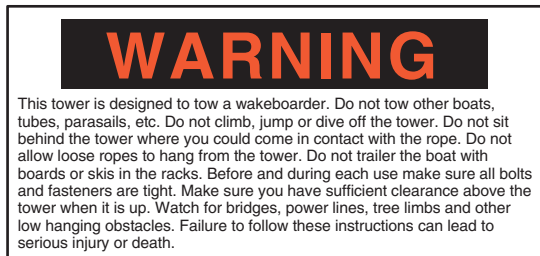 WARNING
This tower is designed to tow a wakeboarder. Do not tow other boats,
tubes, parasails, etc. Do not climb, jump or dive off the tower. Do not sit
behind the tower where you could come in contact with the rope. Do not
allow loose ropes to hang from the tower. Do not trailer the boat with
boards or skis in the racks. Before and during each use make sure all bolts
and fasteners are tight. Make sure you have sufficient clearance above the
tower when it is up. Watch for bridges, power lines, tree limbs and other
low hanging obstacles. Failure to follow these instructions can lead to
serious injury or death.